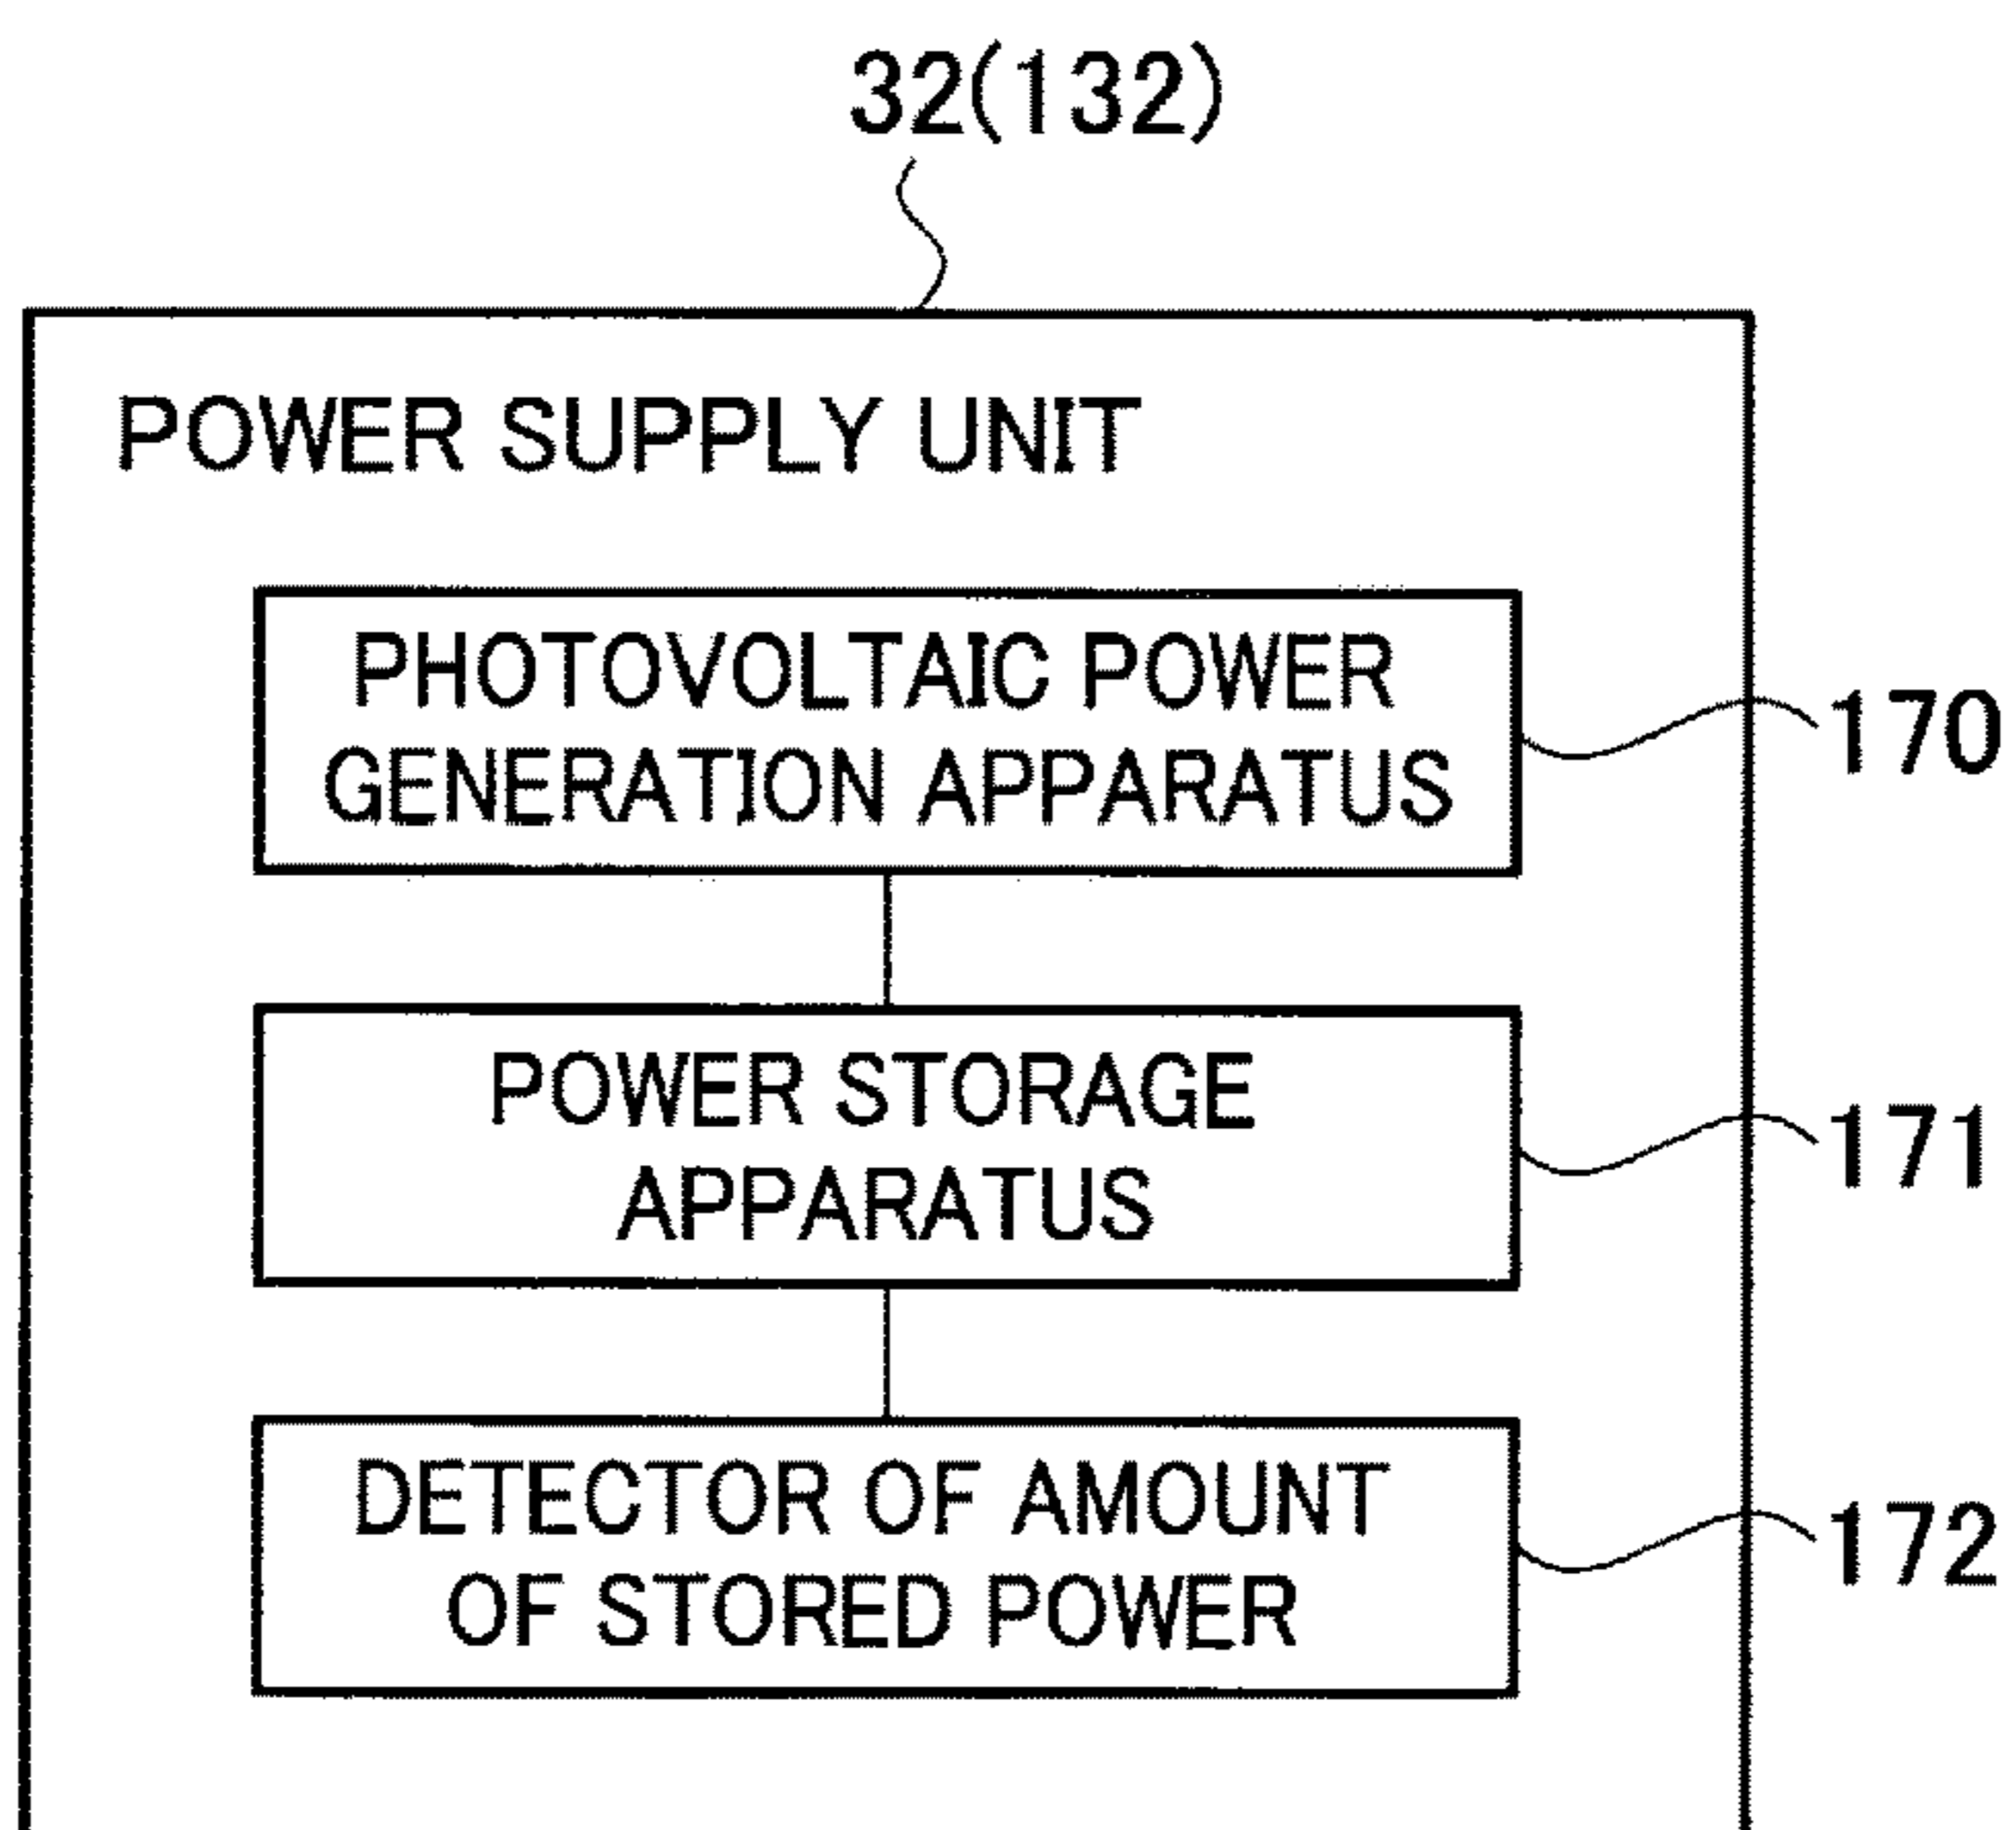 32(132)
POWER SUPPLY UNIT
PHOTOVOLTAIC POWER
GENERATION APPARATUS
170
POWER STORAGE
APPARATUS
171
DETECTOR OF AMOUNT
OF STORED POWER
172